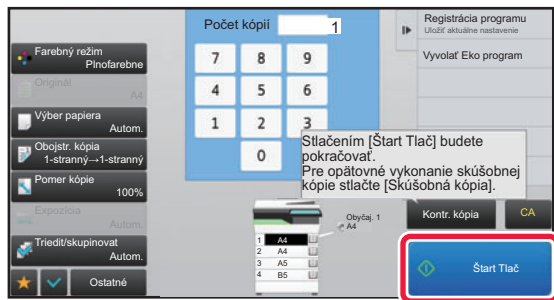 Počet kópií
1
Registrácia programu
Uložiť aktuálne nastavenie
Vyvolať Eko program
Farebný režim
Plnofarebne
Originál
A4
Výber papiera
Autom.
Obojstr. kópia
1-stranný→1-stranný
Pomer kópie
100%
Expozícia
Autom.
Triediť/skupinovat
Autom.
Ostatné
7 8 9
4 5 6
1 2 3
0
Stlačením [Štart Tlač] budete
pokračovať.
Pre opätovné vykonanie skúšobnej
kópie stlačte [Skúšobná kópia].
Obyčaj. 1
A4
1 A4
2 A4
3 A5
4 B5
Kontr. kópia
CA
Štart Tlač